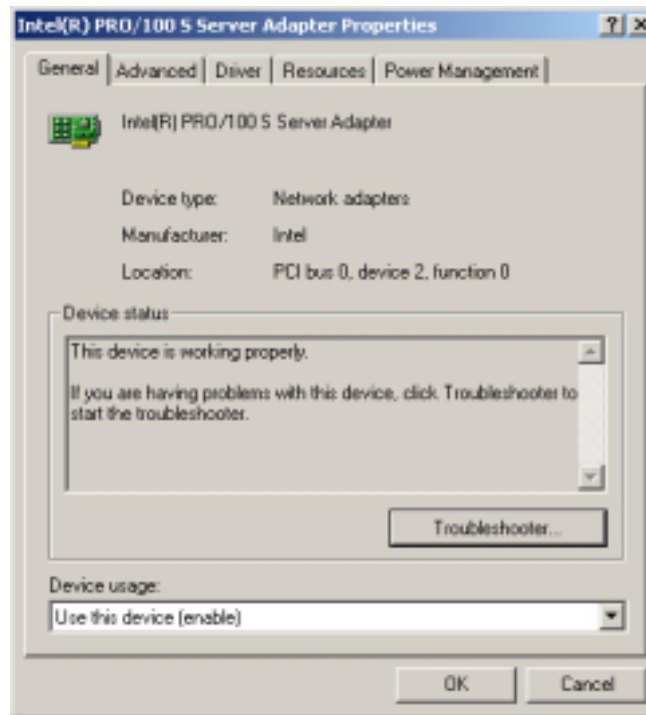 Intel(R) PRO/100 S Server Adapter Properties
General Advanced Driver Resources Power Management
Intel(R) PRO/100 S Server Adapter
Device type: Network adapters
Manufacturer: Intel
Location: PCI bus 0, device 2, function 0
Device status
This device is working properly.
If you are having problems with this device, click Troubleshooter to
start the troubleshooter.
Troubleshooter...
Device usage:
Use this device (enable)
OK Cancel